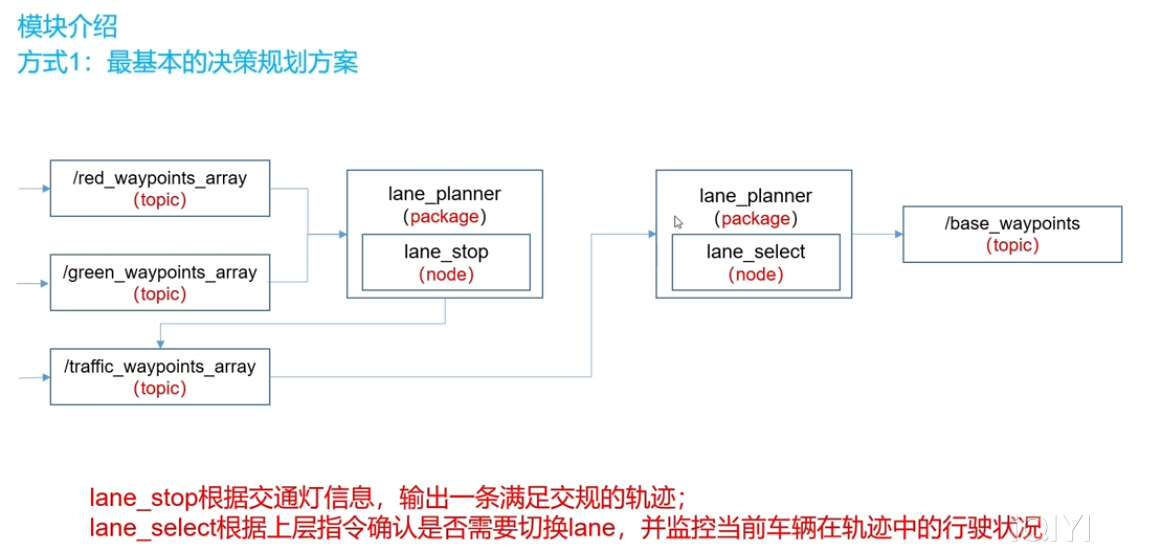 模块介绍
方式1：最基本的决策规划方案
/red_waypoints_array
（topic）
/green_waypoints_array
（topic）
/traffic_waypoints_array
（topic）
lane_planner
（package）
lane_stop
（node）
lane_planner
（package）
lane_select
（node）
/base_waypoints
（topic）
lane_stop根据交通灯信息，输出一条满足交规的轨迹；
lane_select根据上层指令确认是否需要切换lane，并监控当前车辆在轨迹中的行驶状况
iQIYI